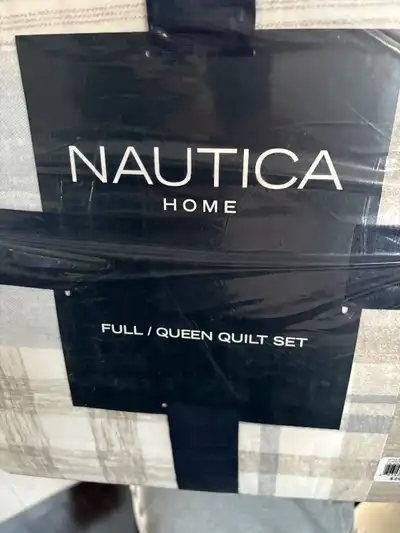 NAUTICA
HOME
FULL / QUEEN QUILT SET